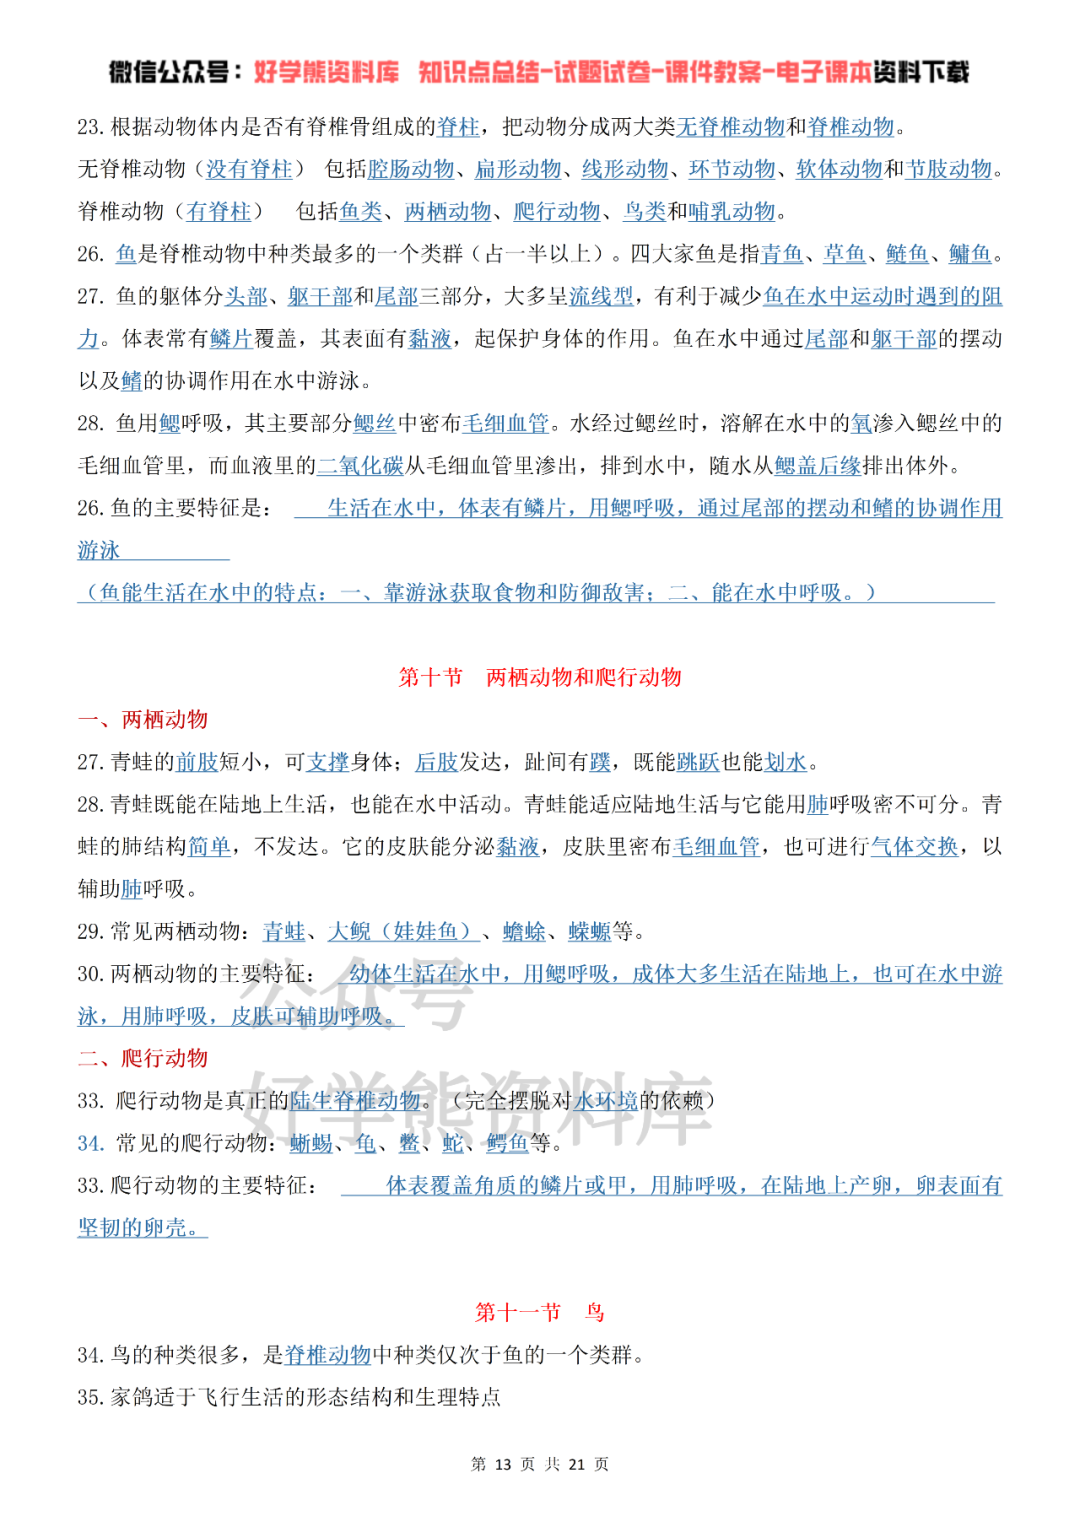 微信公众号：好学熊资料库 知识点总结-试题试卷-课件教案-电子课本资料下载
23.根据动物体内是否有脊椎骨组成的脊柱，把动物分成两大类无脊椎动物和脊椎动物。
无脊椎动物（没有脊柱） 包括腔肠动物、扁形动物、线形动物、环节动物、软体动物和节肢动物。
脊椎动物（有脊柱） 包括鱼类、两栖动物、爬行动物、鸟类和哺乳动物。
26. 鱼是脊椎动物中种类最多的一个类群（占一半以上）。四大家鱼是指青鱼、草鱼、鲢鱼、鳙鱼。
27. 鱼的躯体分头部、躯干部和尾部三部分，大多呈流线型，有利于减少鱼在水中运动时遇到的阻
力。体表常有鳞片覆盖，其表面有黏液，起保护身体的作用。鱼在水中通过尾部和躯干部的摆动
以及鳍的协调作用在水中游泳。
28. 鱼用鳃呼吸，其主要部分鳃丝中密布毛细血管。水经过鳃丝时，溶解在水中的氧渗入鳃丝中的
毛细血管里，而血液里的二氧化碳从毛细血管里渗出，排到水中，随水从鳃盖后缘排出体外。
26.鱼的主要特征是： 生活在水中，体表有鳞片，用鳃呼吸，通过尾部的摆动和鳍的协调作用
游泳
（鱼能生活在水中的特点：一、靠游泳获取食物和防御敌害；二、能在水中呼吸。）
第十节 两栖动物和爬行动物
一、两栖动物
27.青蛙的前肢短小，可支撑身体；后肢发达，趾间有蹼，既能跳跃也能划水。
28.青蛙既能在陆地上生活，也能在水中活动。青蛙能适应陆地生活与它能用肺呼吸密不可分。青
蛙的肺结构简单，不发达。它的皮肤能分泌黏液，皮肤里密布毛细血管，也可进行气体交换，以
辅助肺呼吸。
29.常见两栖动物：青蛙、大鲵（娃娃鱼）、蟾蜍、蝾螈等。
30.两栖动物的主要特征： 幼体生活在水中，用鳃呼吸，成体大多生活在陆地上，也可在水中游
泳，用肺呼吸，皮肤可辅助呼吸。
公众号
二、爬行动物
33. 爬行动物是真正的陆生脊椎动物。（完全摆脱对水环境的依赖）
好学熊资料库
34. 常见的爬行动物：蜥蜴、龟、鳖、蛇、鳄鱼等。
33.爬行动物的主要特征： 体表覆盖角质的鳞片或甲，用肺呼吸，在陆地上产卵，卵表面有
坚韧的卵壳。
第十一节 鸟
34.鸟的种类很多，是脊椎动物中种类仅次于鱼的一个类群。
35.家鸽适于飞行生活的形态结构和生理特点
第 13 页 共 21 页